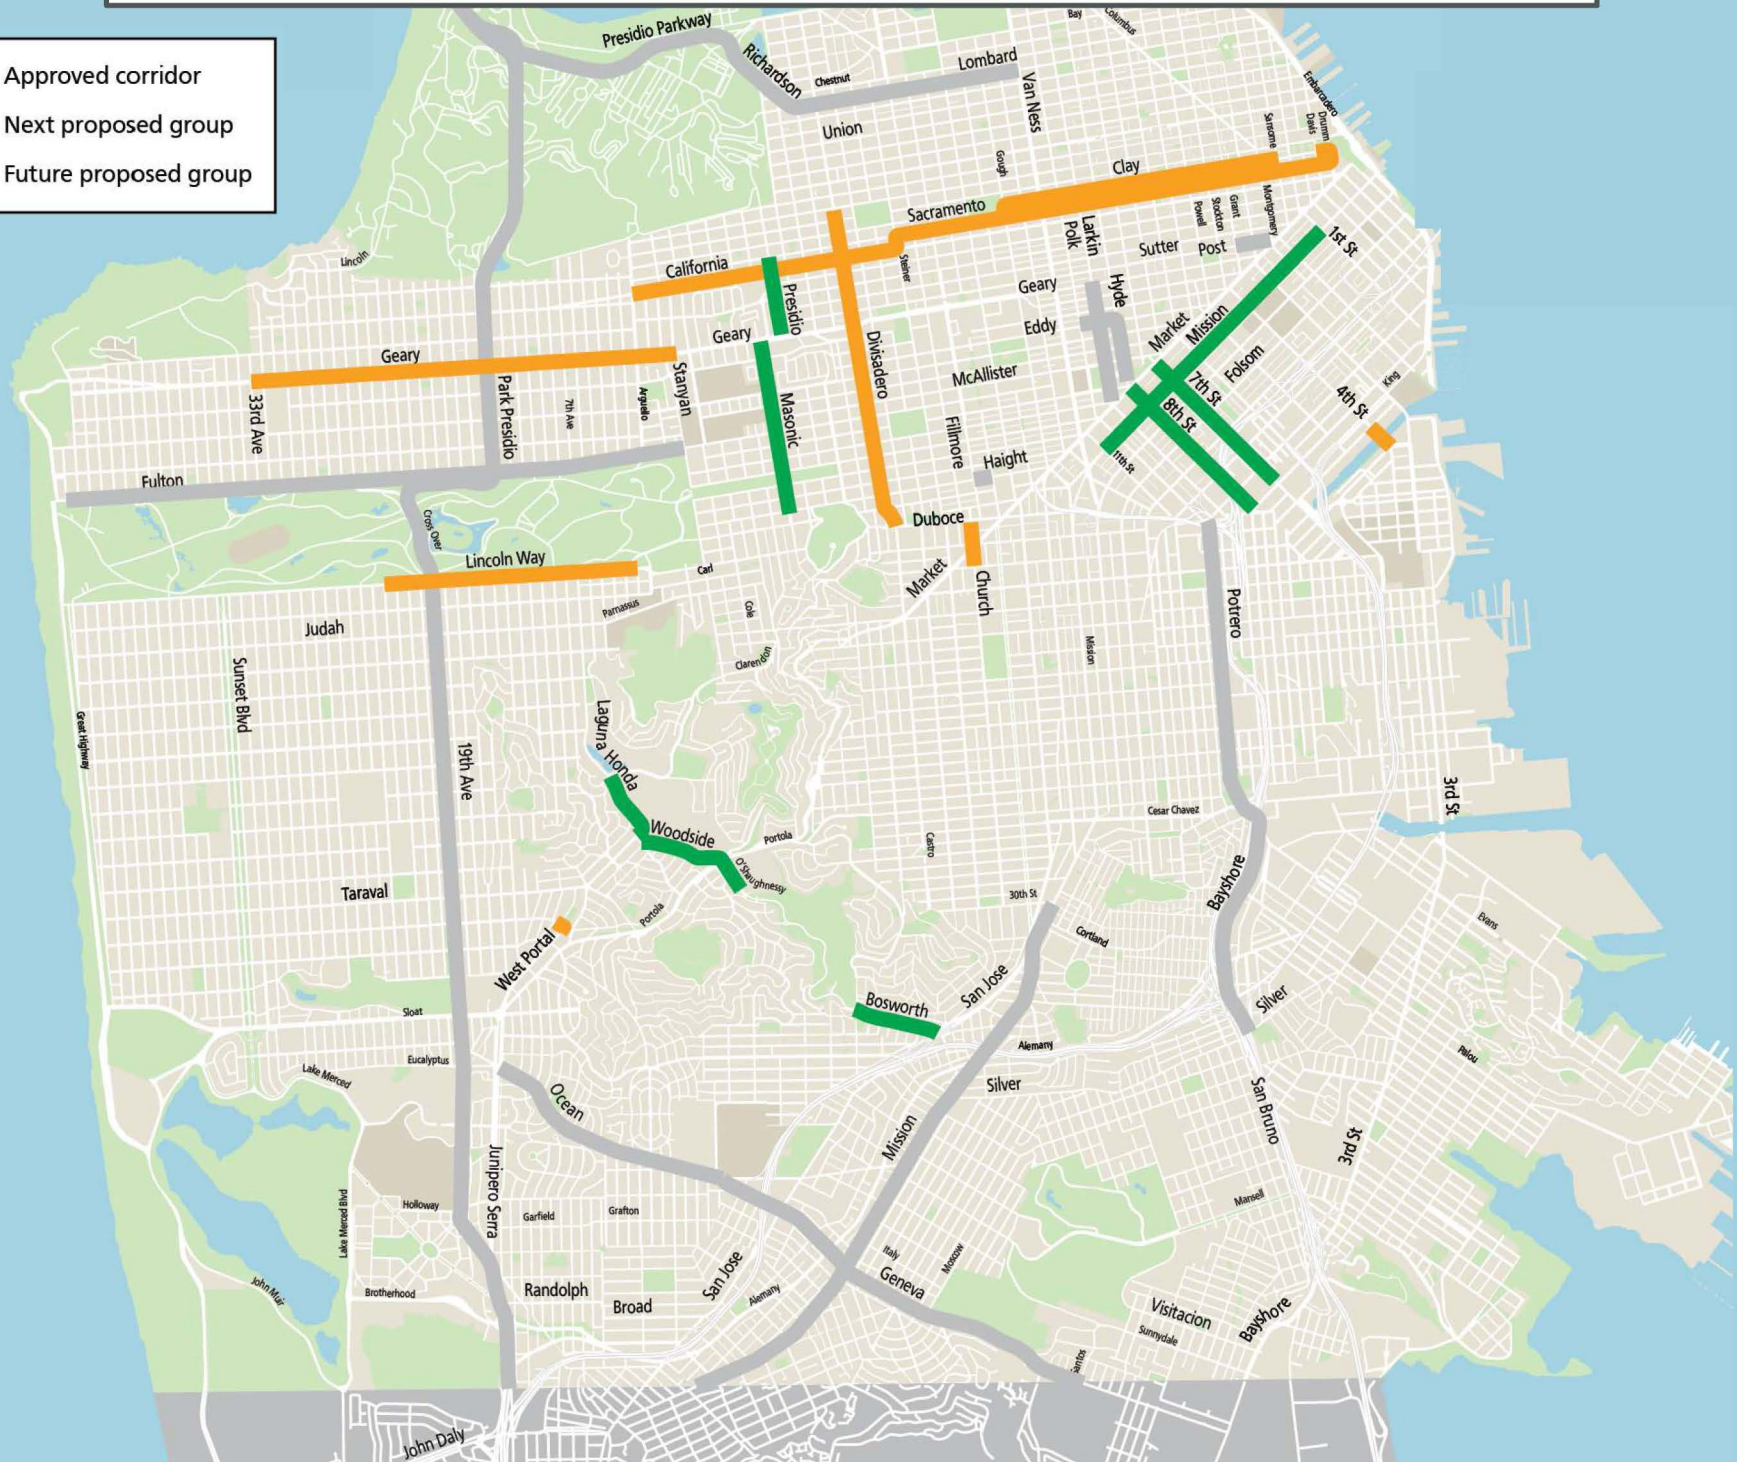 Approved corridor
Next proposed group
Future proposed group
Presidio Parkway
Richardson
Chestnut
Lombard
Van Ness
Bay
Columbus
Embarcadero
Drumm
Davis
Sansome
Union
Gough
Clay
Sacramento
Lincoln
California
Presidio
Steiner
Larkin
Polk
Sutter
Post
Powell
Stockton
Grant
Montgomery
1st St
Geary
Geary
Geary
Hyde
Eddy
Market
Mission
Folsom
7th St
8th St
11th St
4th St
King
33rd Ave
Park Presidio
7th Ave
Arguello
Stanyan
Masonic
Divisadero
McAllister
Fillmore
Haight
Fulton
Cross Over
Lincoln Way
Duboce
Carl
Market
Church
Parnassus
Cole
Judah
Clarendon
Mission
Potrero
Sunset Blvd
Great Highway
19th Ave
Laguna Honda
Woodside
Portola
O'Shaughnessy
Castro
Cesar Chavez
3rd St
Taraval
Portola
30th St
Bayshore
Cortland
Evans
West Portal
Bosworth
San Jose
Silver
Sloat
Alemany
Eucalyptus
Lake Merced
Ocean
Silver
Palou
Mission
San Bruno
3rd St
Junipero Serra
Lake Merced Blvd
Holloway
Garfield
Grafton
Mansell
San Jose
Italy
Moscow
John Muir
Brotherhood
Randolph
Broad
Alemany
Geneva
Visitacion
Sunnydale
Bayshore
John Daly